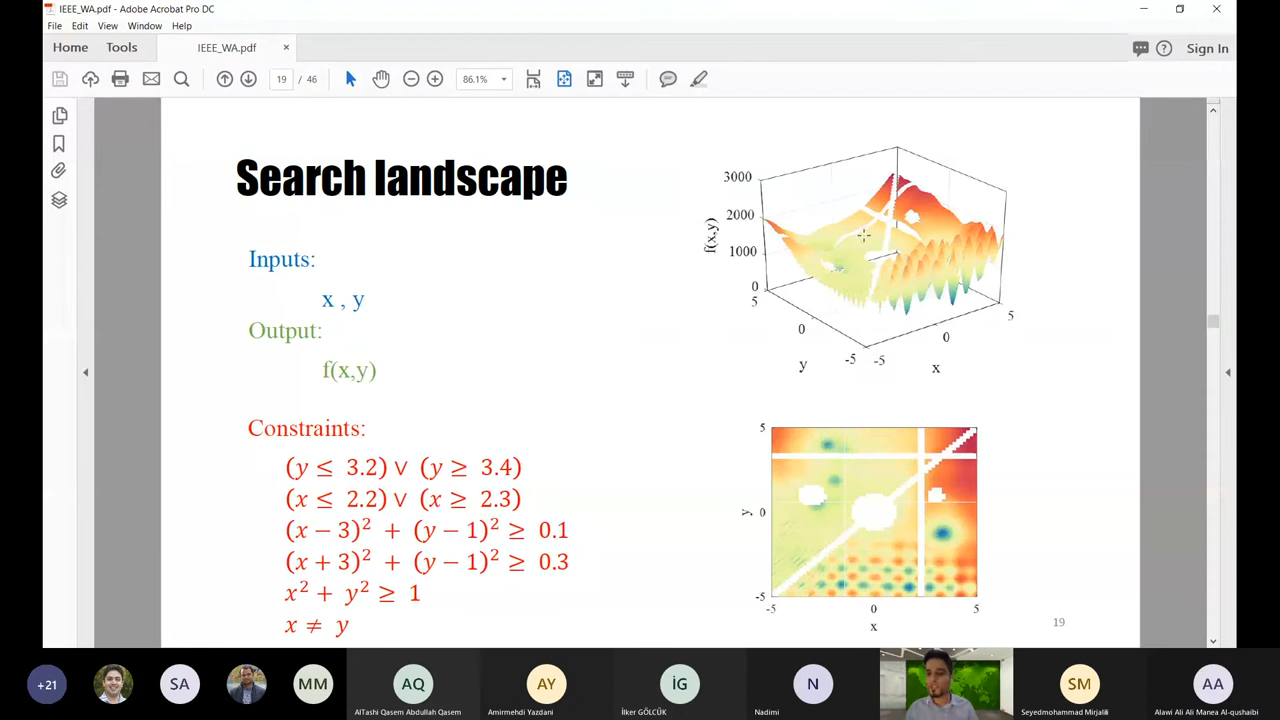 IEEE_WA.pdf - Adobe Acrobat Pro DC
File Edit View Window Help
Home Tools IEEE_WA.pdf × Sign In
19 / 46 86.1%
Search landscape
Inputs:
x , y
Output:
f(x,y)
Constraints:
(y ≤ 3.2) ∨ (y ≥ 3.4)
(x ≤ 2.2) ∨ (x ≥ 2.3)
(x − 3)² + (y − 1)² ≥ 0.1
(x + 3)² + (y − 1)² ≥ 0.3
x² + y² ≥ 1
x ≠ y
3000
2000
1000
0
f(x,y)
5
0
-5
y
-5
0
5
x
5
0
-5
y
-5 0 5
x
19
+21 SA MM AQ AY İG N SM AA
AlTashi Qasem Abdullah Qasem Amirmehdi Yazdani İlker GÖLCÜK Nadimi Seyedmohammad Mirjalili Alawi Ali Ali Manea Al-qushaibi